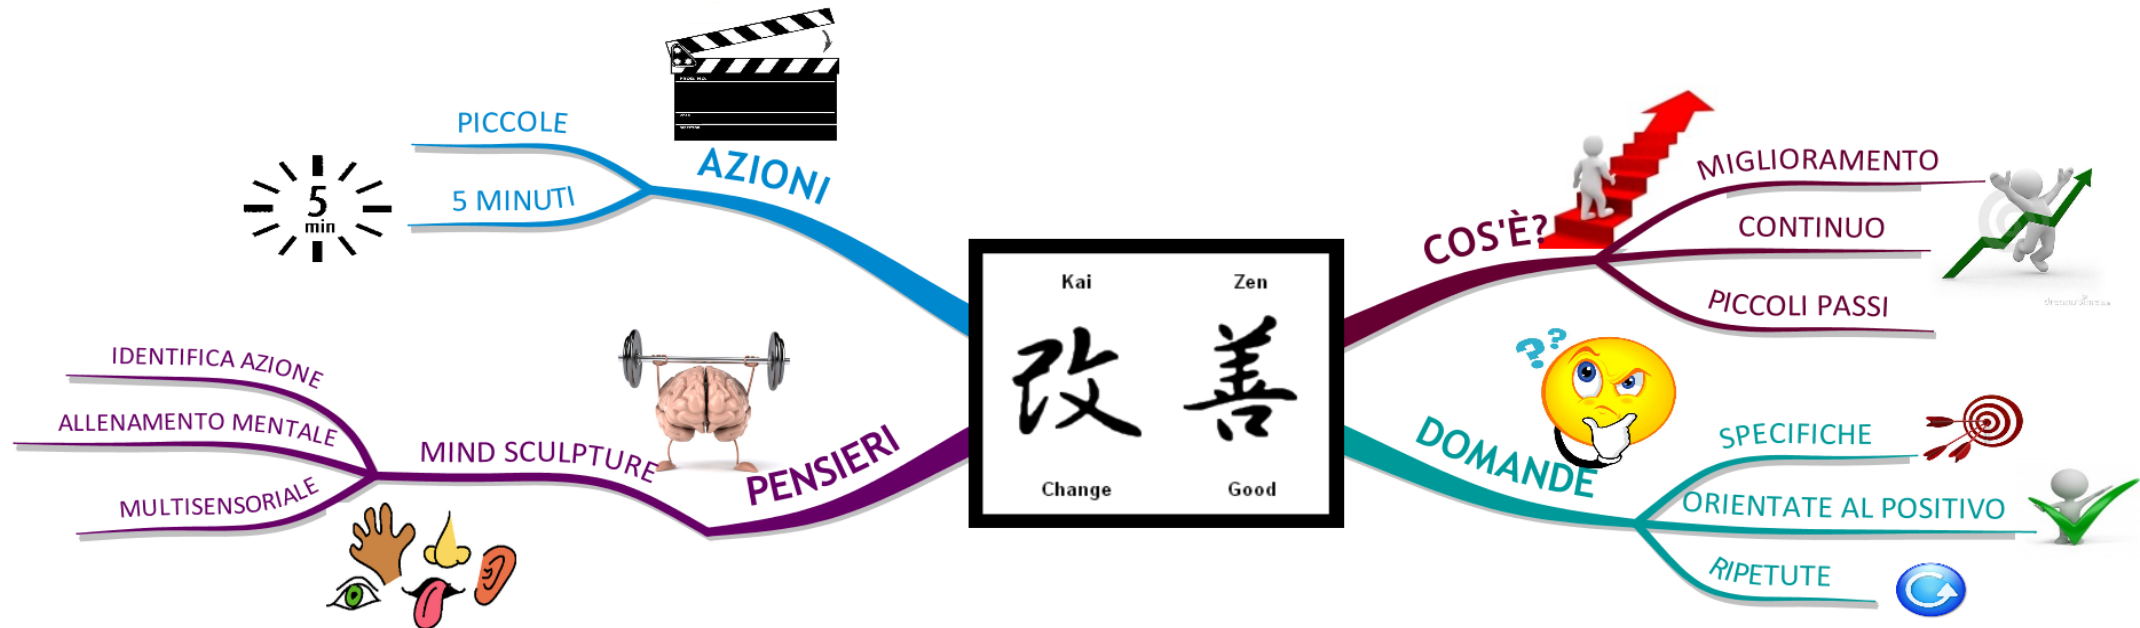 Kai Zen
改 善
Change Good
COS'È?
MIGLIORAMENTO
CONTINUO
PICCOLI PASSI
DOMANDE
? ?
SPECIFICHE
ORIENTATE AL POSITIVO
RIPETUTE
PENSIERI
MIND SCULPTURE
IDENTIFICA AZIONE
ALLENAMENTO MENTALE
MULTISENSORIALE
AZIONI
PICCOLE
5 MINUTI
5
min